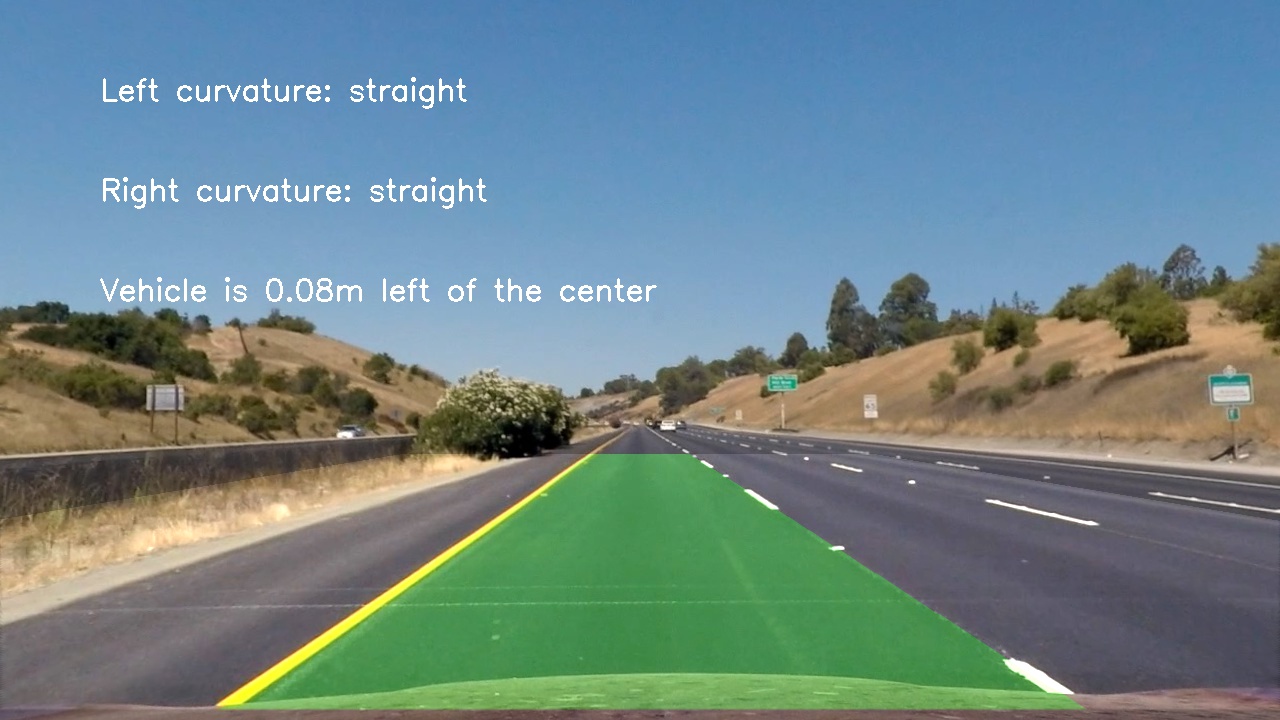 Left curvature: straight
Right curvature: straight
Vehicle is 0.08m left of the center